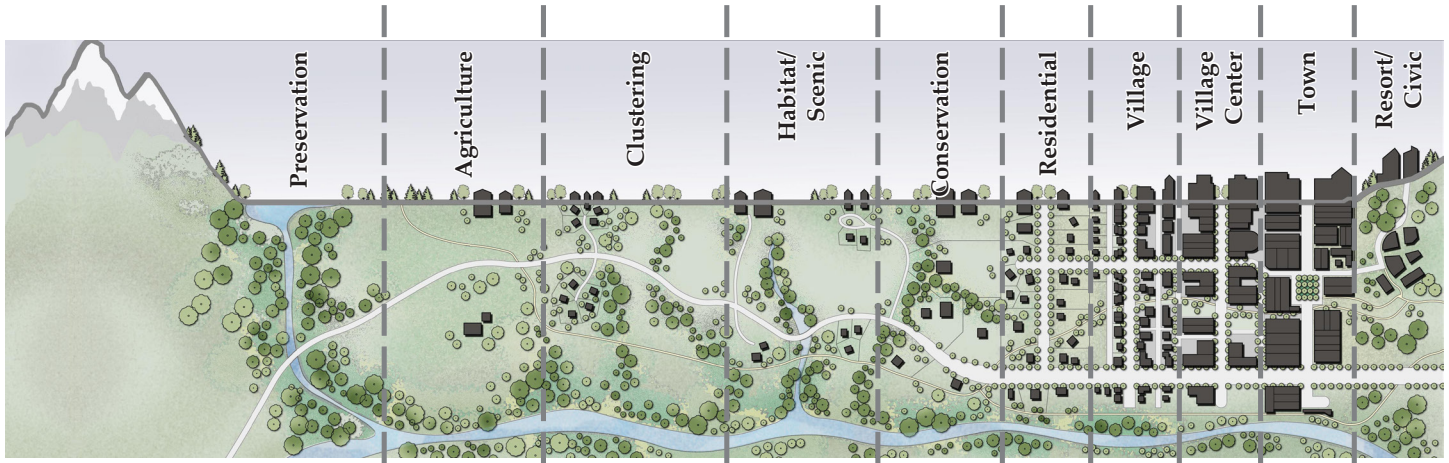 Preservation
Agriculture
Clustering
Habitat/
Scenic
Conservation
Residential
Village
Village
Center
Town
Resort/
Civic